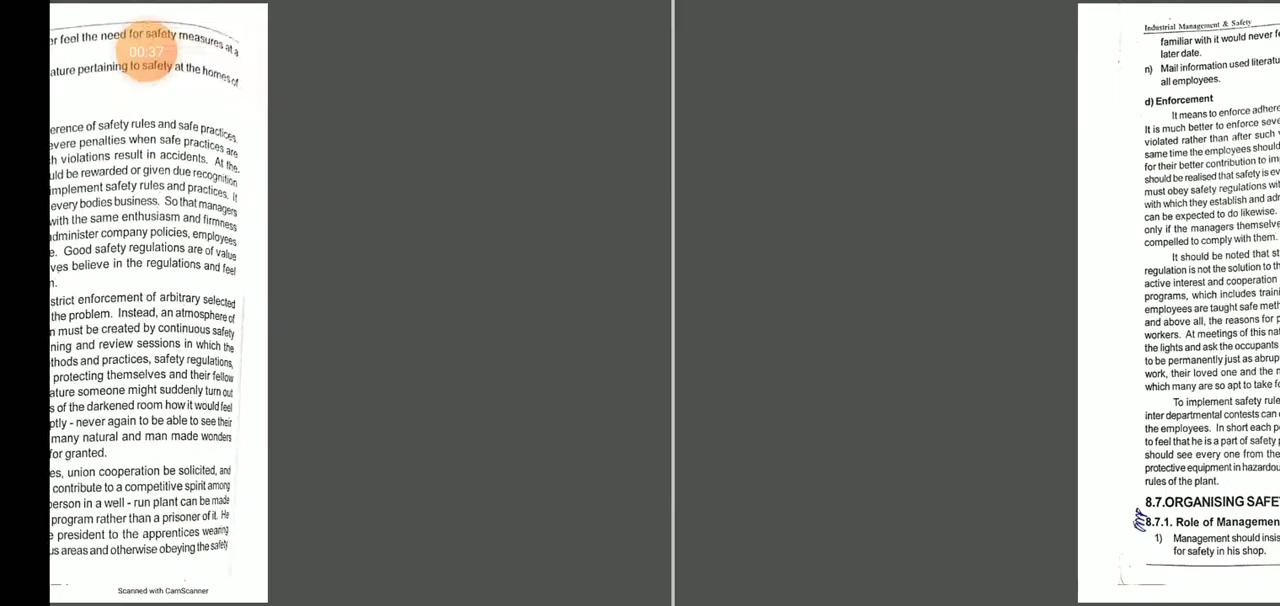 er feel the need for safety measures at a
00:37
ature pertaining to safety at the homes of
erence of safety rules and safe practices.
evere penalties when safe practices are
h violations result in accidents. At the
uld be rewarded or given due recognition
implement safety rules and practices. It
every bodies business. So that managers
with the same enthusiasm and firmness
dminister company policies, employees
e. Good safety regulations are of value
ves believe in the regulations and feel
n.
strict enforcement of arbitrary selected
the problem. Instead, an atmosphere of
n must be created by continuous safety
ning and review sessions in which the
thods and practices, safety regulations,
protecting themselves and their fellow
ature someone might suddenly turn out
s of the darkened room how it would feel
ptly - never again to be able to see their
many natural and man made wonders
for granted.
es, union cooperation be solicited, and
contribute to a competitive spirit among
person in a well - run plant can be made
program rather than a prisoner of it. He
e president to the apprentices wearing
us areas and otherwise obeying the safety
Scanned with CamScanner
Industrial Management & Safety
familiar with it would never fe
later date.
n) Mail information used literatu
all employees.
d) Enforcement
It means to enforce adhere
It is much better to enforce seve
violated rather than after such v
same time the employees should
for their better contribution to im
should be realised that safety is ev
must obey safety regulations wit
with which they establish and adr
can be expected to do likewise.
only if the managers themselve
compelled to comply with them.
It should be noted that st
regulation is not the solution to th
active interest and cooperation
programs, which includes traini
employees are taught safe meth
and above all, the reasons for p
workers. At meetings of this nat
the lights and ask the occupants
to be permanently just as abrup
work, their loved one and the m
which many are so apt to take fo
To implement safety rule
inter departmental contests can
the employees. In short each p
to feel that he is a part of safety p
should see every one from the
protective equipment in hazardou
rules of the plant.
8.7.ORGANISING SAFE
8.7.1. Role of Managemen
1) Management should insis
for safety in his shop.